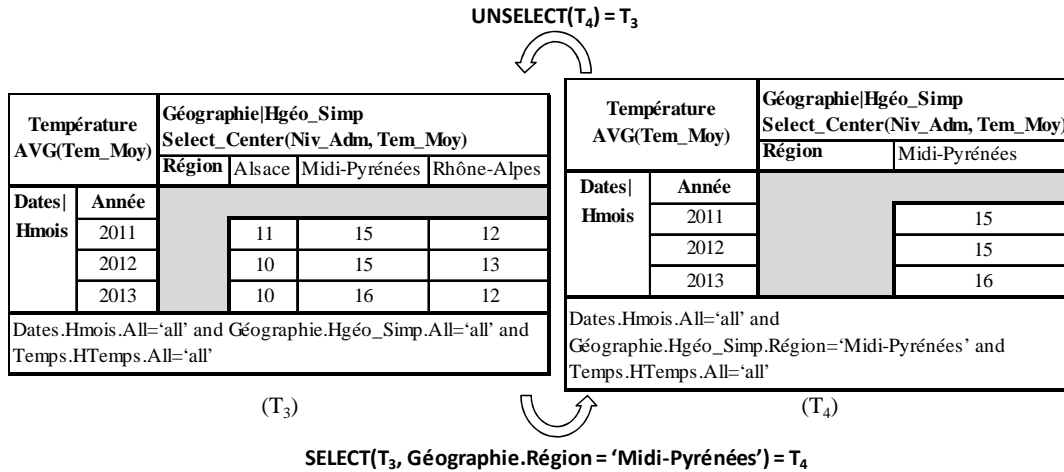 UNSELECT(T4) = T3
Température
AVG(Tem_Moy)
Géographie|Hgéo_Simp
Select_Center(Niv_Adm, Tem_Moy)
Région Alsace Midi-Pyrénées Rhône-Alpes
Dates| Année
Hmois 2011 11 15 12
2012 10 15 13
2013 10 16 12
Dates.Hmois.All=‘all’ and Géographie.Hgéo_Simp.All=‘all’ and
Temps.HTemps.All=‘all’
(T3)
Température
AVG(Tem_Moy)
Géographie|Hgéo_Simp
Select_Center(Niv_Adm, Tem_Moy)
Région Midi-Pyrénées
Dates| Année
Hmois 2011 15
2012 15
2013 16
Dates.Hmois.All=‘all’ and
Géographie.Hgéo_Simp.Région=‘Midi-Pyrénées’ and
Temps.HTemps.All=‘all’
(T4)
SELECT(T3, Géographie.Région = ‘Midi-Pyrénées’) = T4